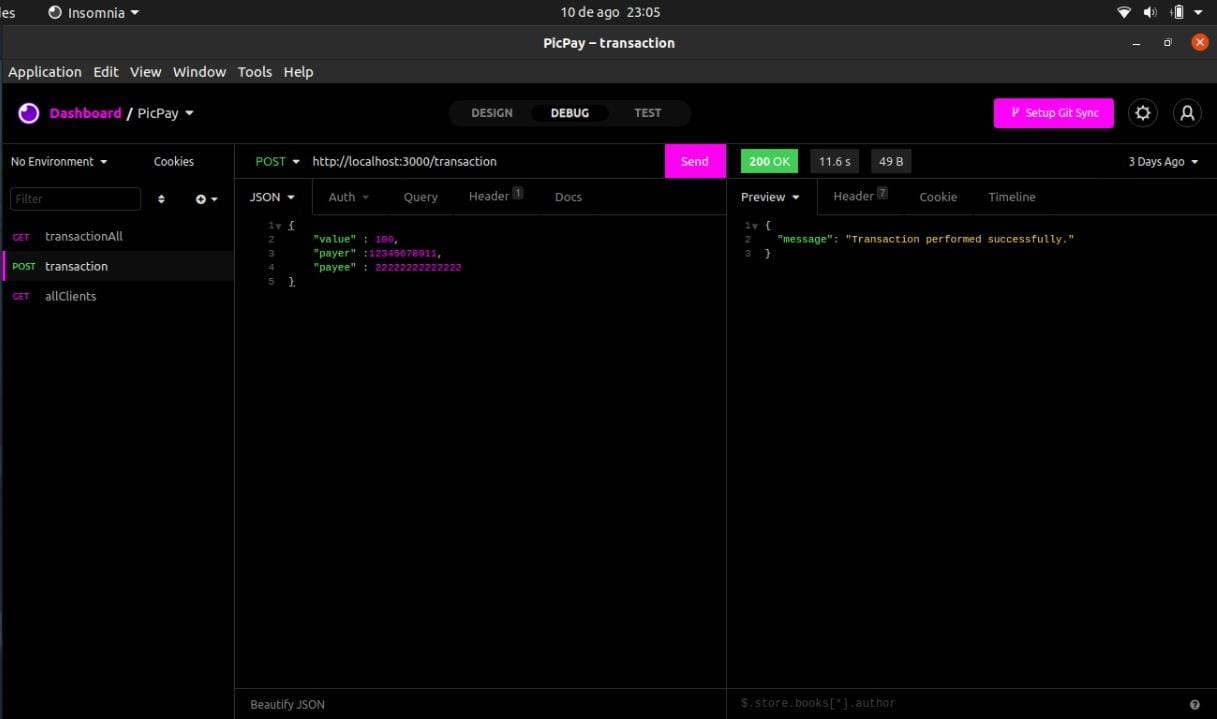 les Insomnia 10 de ago 23:05
PicPay – transaction
Application Edit View Window Tools Help
Dashboard / PicPay DESIGN DEBUG TEST Setup Git Sync
No Environment Cookies POST http://localhost:3000/transaction Send 200 OK 11.6 s 49 B 3 Days Ago
Filter JSON Auth Query Header 1 Docs Preview Header 7 Cookie Timeline
GET transactionAll
POST transaction
GET allClients
1 {
2 "value" : 100,
3 "payer" :12345678911,
4 "payee" : 22222222222222
5 }
1 {
2 "message": "Transaction performed successfully."
3 }
Beautify JSON $.store.books[*].author